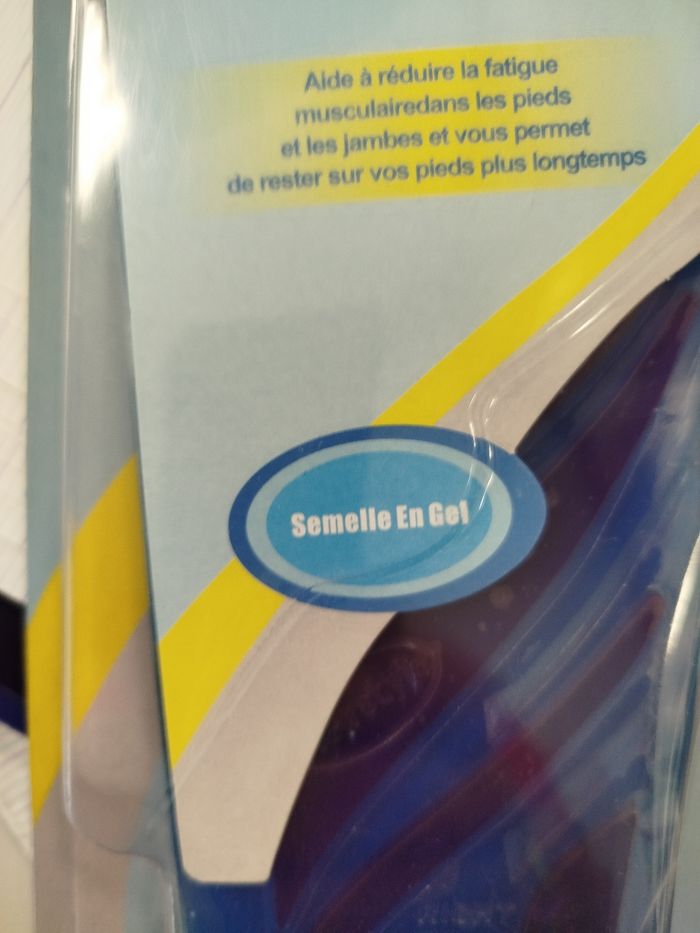 Aide à réduire la fatigue
musculairedans les pieds
et les jambes et vous permet
de rester sur vos pieds plus longtemps
Semelle En Gel